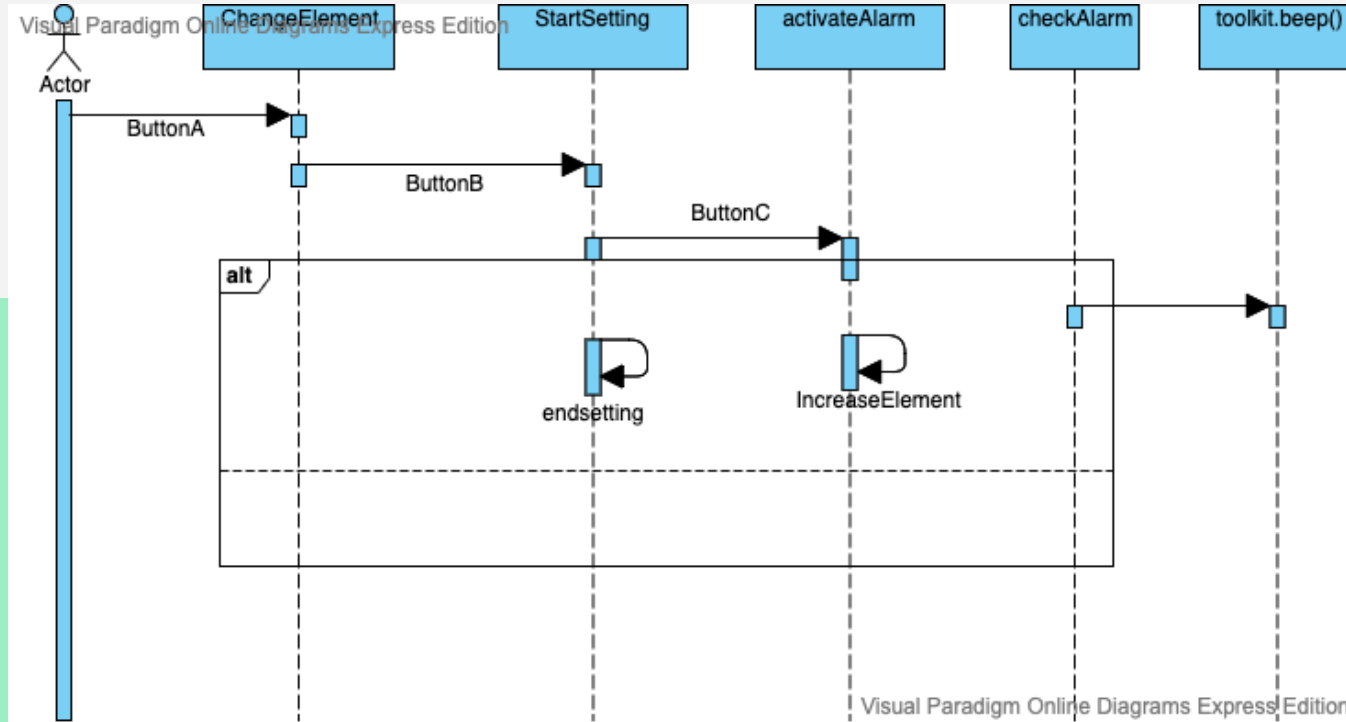 Visual Paradigm Online Diagrams Express Edition
ChangeElement
StartSetting
activateAlarm
checkAlarm
toolkit.beep()
Actor
ButtonA
ButtonB
ButtonC
alt
endsetting
IncreaseElement
Visual Paradigm Online Diagrams Express Edition